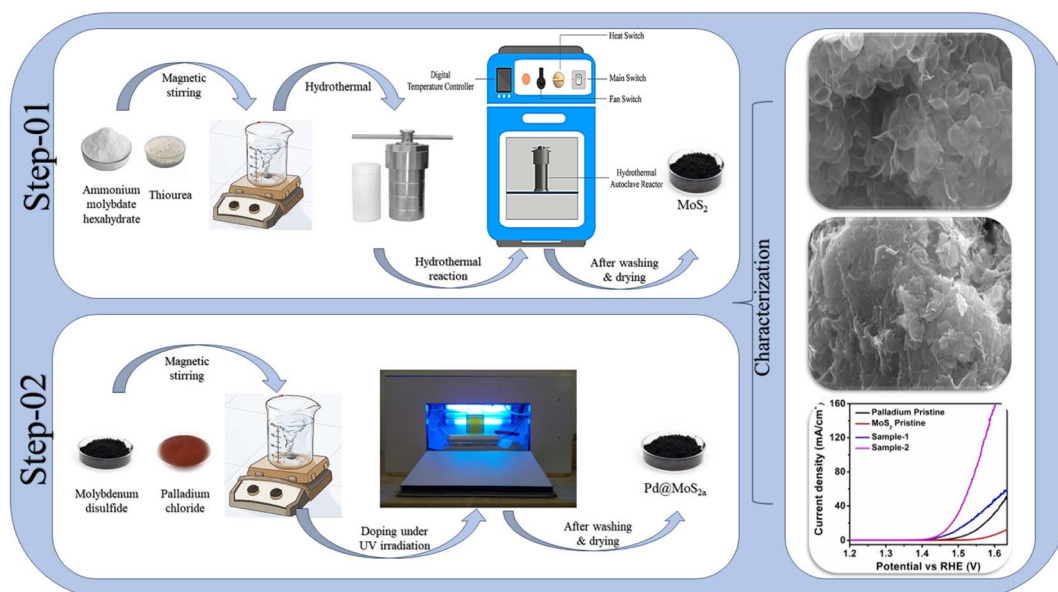 Step-01
Magnetic
stirring
Hydrothermal
Ammonium
molybdate
hexahydrate
Thiourea
Digital
Temperature Controller
Heat Switch
Main Switch
Fan Switch
Hydrothermal
Autoclave Reactor
MoS2
Hydrothermal
reaction
After washing
& drying
Step-02
Magnetic
stirring
Molybdenum
disulfide
Palladium
chloride
Doping under
UV irradiation
After washing
& drying
Pd@MoS2a
Characterization
Current density (mA/cm2)
160
120
80
40
0
Palladium Pristine
MoS2 Pristine
Sample-1
Sample-2
1.2 1.3 1.4 1.5 1.6
Potential vs RHE (V)